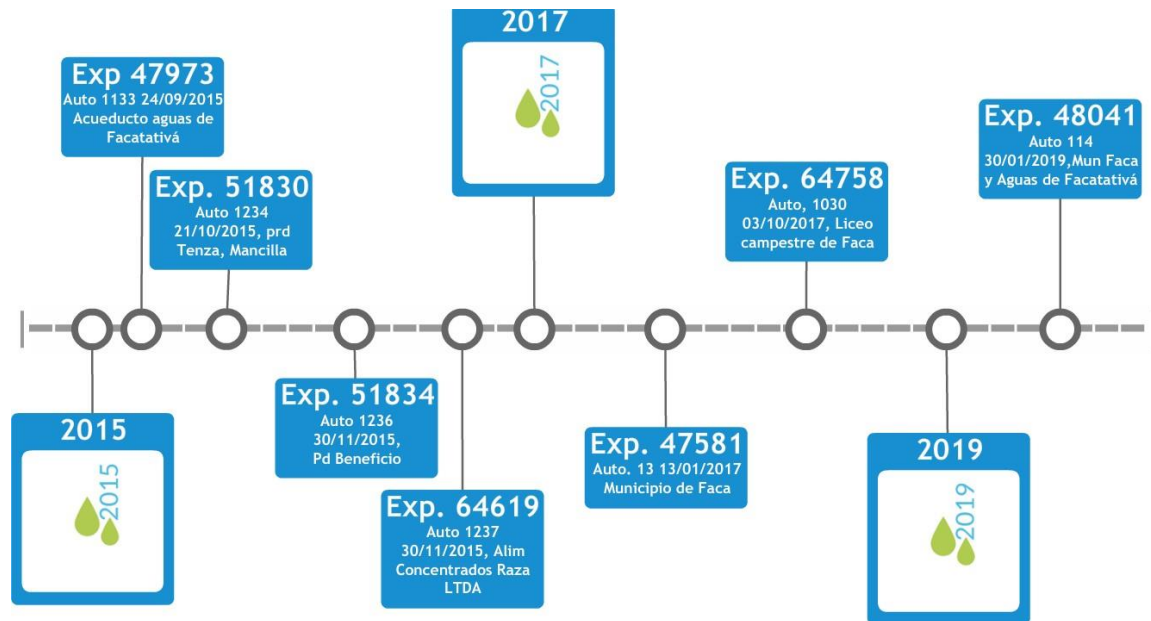 2015
2015
Exp 47973
Auto 1133 24/09/2015
Acueducto aguas de
Facatativá
Exp. 51830
Auto 1234
21/10/2015, prd
Tenza, Mancilla
Exp. 51834
Auto 1236
30/11/2015,
Pd Beneficio
Exp. 64619
Auto 1237
30/11/2015, Alim
Concentrados Raza
LTDA
2017
2017
Exp. 47581
Auto. 13 13/01/2017
Municipio de Faca
Exp. 64758
Auto, 1030
03/10/2017, Liceo
campestre de Faca
2019
2019
Exp. 48041
Auto 114
30/01/2019,Mun Faca
y Aguas de Facatativá